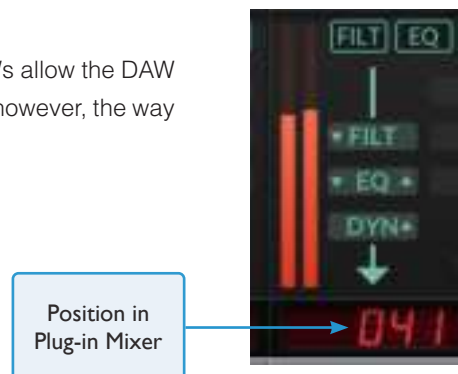 's allow the DAW
however, the way
FILT EQ
FILT
EQ
DYN
Position in
Plug-in Mixer
041